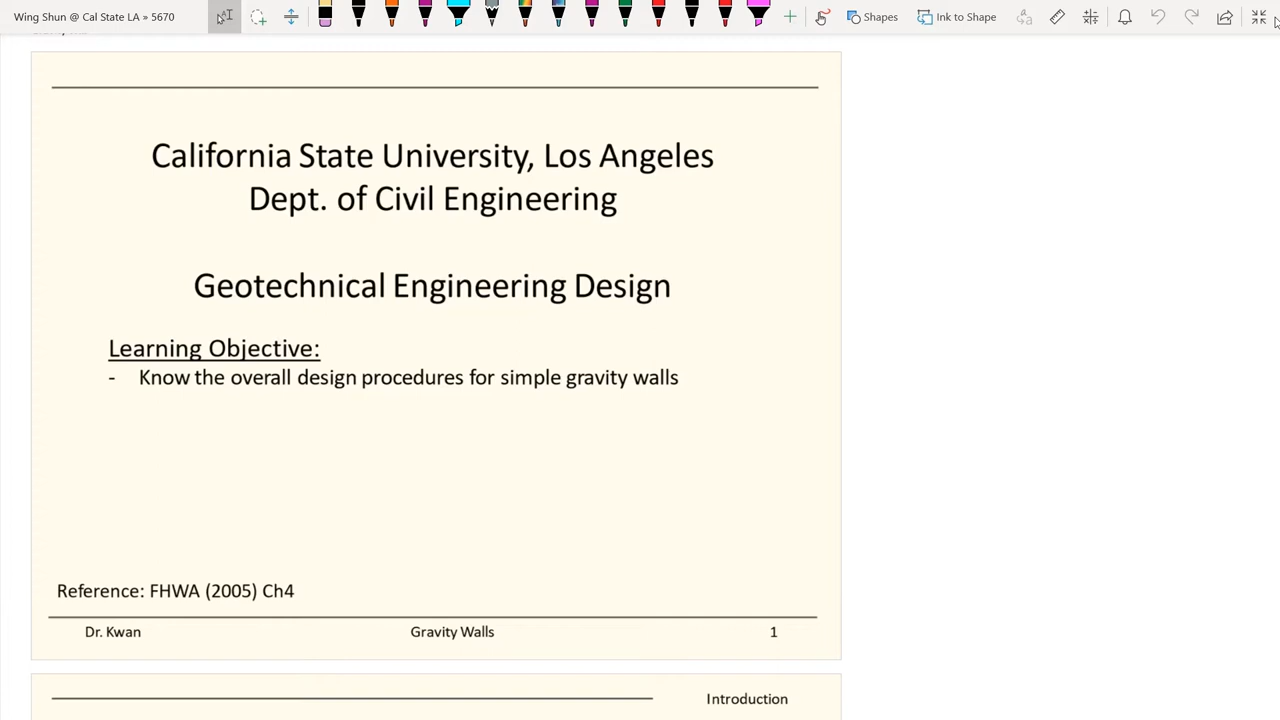 Wing Shun @ Cal State LA » 5670
Shapes
Ink to Shape
California State University, Los Angeles
Dept. of Civil Engineering
Geotechnical Engineering Design
Learning Objective:
- Know the overall design procedures for simple gravity walls
Reference: FHWA (2005) Ch4
Dr. Kwan Gravity Walls 1
Introduction